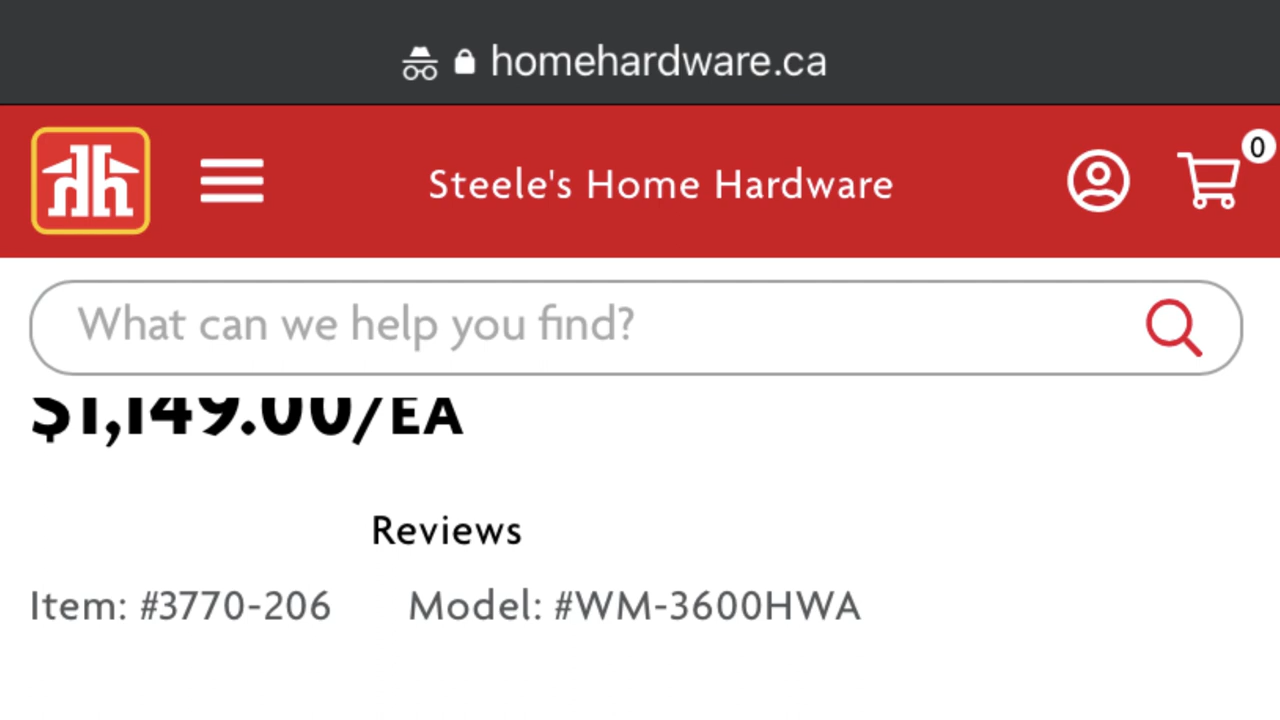 homehardware.ca
Steele's Home Hardware
0
What can we help you find?
$1,149.00/EA
Reviews
Item: #3770-206 Model: #WM-3600HWA